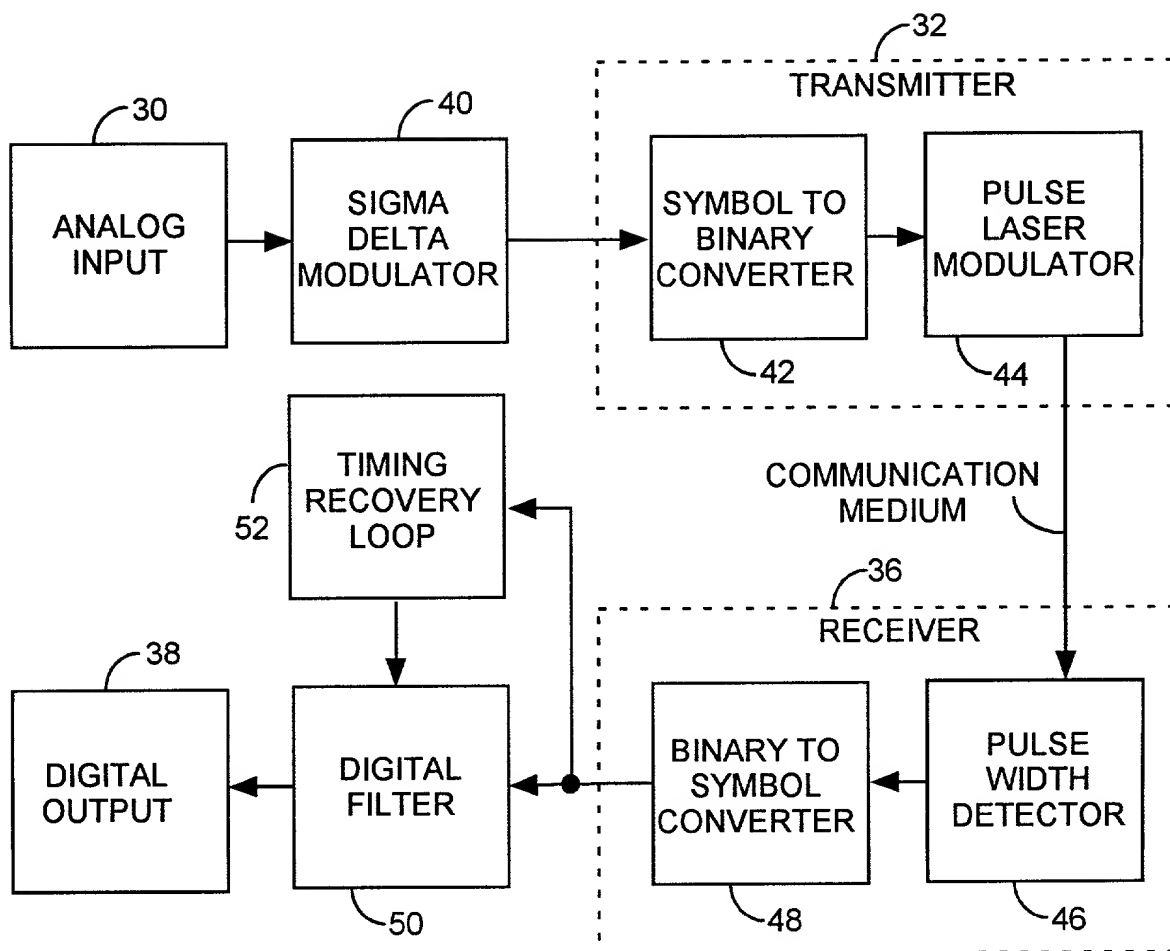 32
TRANSMITTER
30
40
ANALOG
INPUT
SIGMA
DELTA
MODULATOR
SYMBOL TO
BINARY
CONVERTER
PULSE
LASER
MODULATOR
42
44
52
TIMING
RECOVERY
LOOP
COMMUNICATION
MEDIUM
36
RECEIVER
38
DIGITAL
OUTPUT
DIGITAL
FILTER
BINARY TO
SYMBOL
CONVERTER
PULSE
WIDTH
DETECTOR
50
48
46